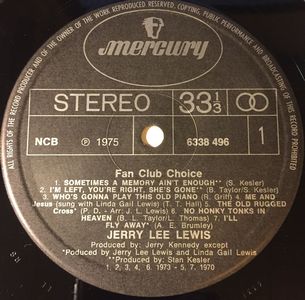 ALL RIGHTS OF THE RECORD PRODUCER AND OF THE OWNER OF THE WORK REPRODUCED RESERVED. COPYING, PUBLIC PERFORMANCE AND BROADCASTING OF THIS RECORD PROHIBITED
mercury
STEREO 33 1/3
NCB ℗ 1975 6338 496 1
Fan Club Choice
1. SOMETIMES A MEMORY AIN'T ENOUGH** (S. Kesler)
2. I'M LEFT, YOU'RE RIGHT, SHE'S GONE** (B. Taylor/S. Kesler)
3. WHO'S GONNA PLAY THIS OLD PIANO (R. Griff) 4. ME AND
Jesus (sung with Linda Gail Lewis) (T. T. Hall) 5. THE OLD RUGGED
Cross* (P. D. - Arr: J. L. Lewis) 6. NO HONKY TONKS IN
HEAVEN (B. L. Taylor/L. Thomas) 7. I'LL
FLY AWAY* (A. E. Brumley)
JERRY LEE LEWIS
Produced by: Jerry Kennedy except
*Poduced by Jerry Lee Lewis and Linda Gail Lewis
**Produced by: Stan Kesler
1, 2, 3, 4, 6. 1973 - 5, 7. 1970